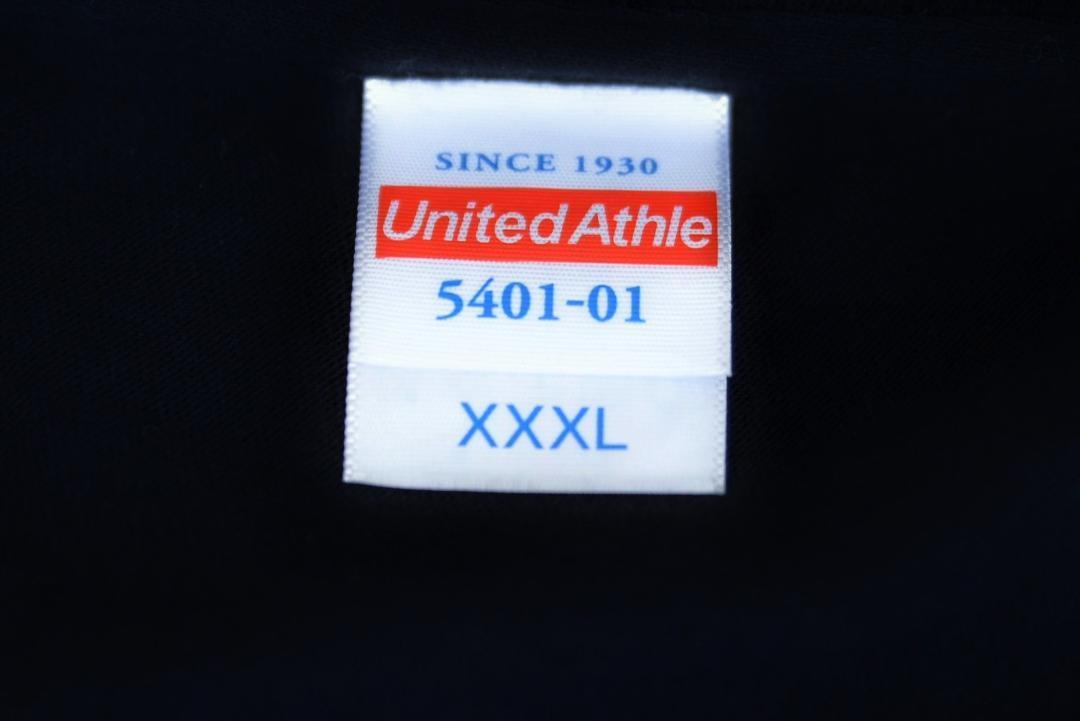 SINCE 1930
United Athle
5401-01
XXXL